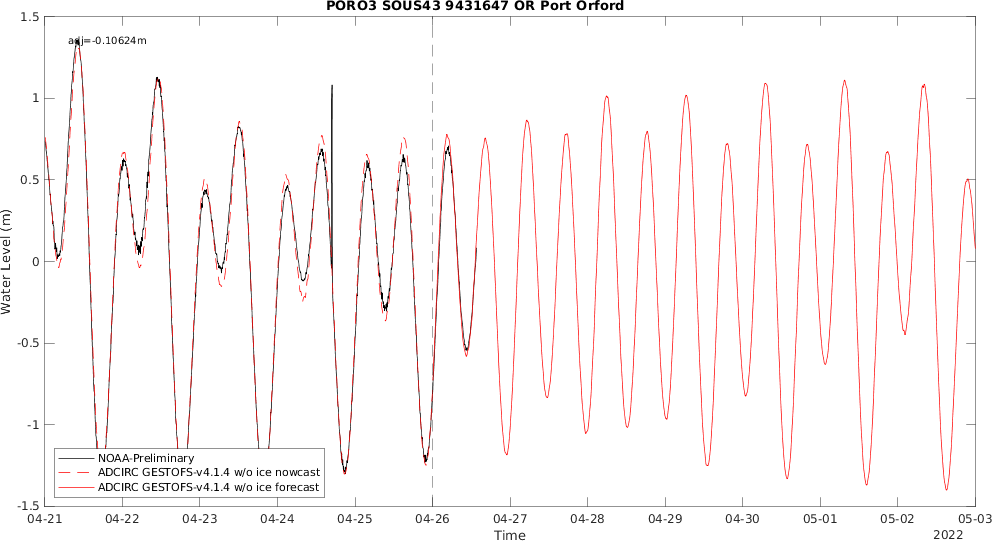 PORO3 SOUS43 9431647 OR Port Orford
adj=-0.10624m
1.5
1
0.5
0
-0.5
-1
-1.5
Water Level (m)
NOAA-Preliminary
ADCIRC GESTOFS-v4.1.4 w/o ice nowcast
ADCIRC GESTOFS-v4.1.4 w/o ice forecast
04-21 04-22 04-23 04-24 04-25 04-26 04-27 04-28 04-29 04-30 05-01 05-02 05-03
Time
2022